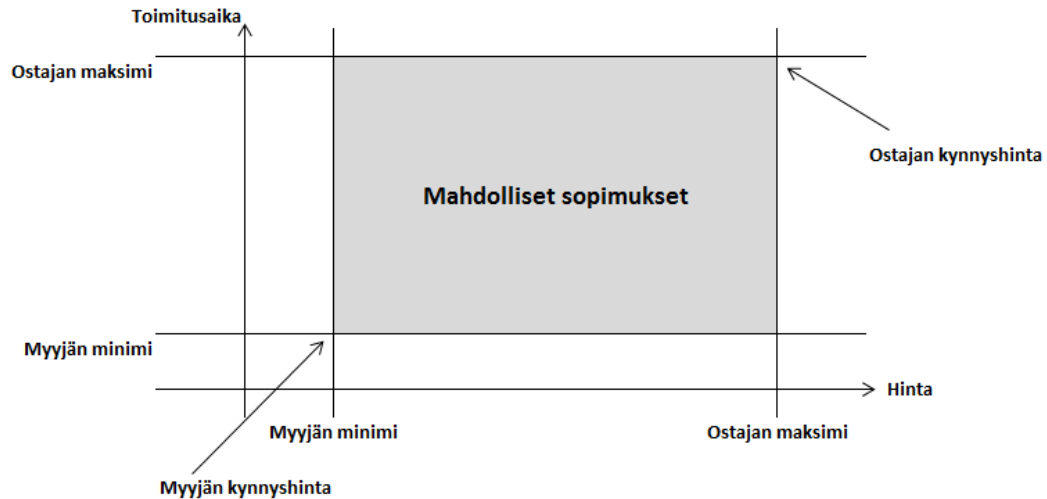 Toimitusaika
Ostajan maksimi
Ostajan kynnyshinta
Mahdolliset sopimukset
Myyjän minimi
Hinta
Myyjän minimi
Ostajan maksimi
Myyjän kynnyshinta